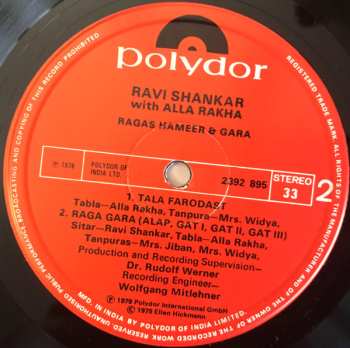 polydor
RAVI SHANKAR
with ALLA RAKHA
RAGAS HAMEER & GARA
℗ 1979
POLYDOR OF
INDIA LTD.
2392 895
STEREO
33
2
1. TALA FARODAST
Tabla—Alla Rakha, Tanpura—Mrs. Widya,
2. RAGA GARA (ALAP, GAT I, GAT II, GAT III)
Sitar—Ravi Shankar, Tabla—Alla Rakha,
Tanpuras—Mrs. Jiban, Mrs. Widya,
Production and Recording Supervision—
Dr. Rudolf Werner
Recording Engineer—
Wolfgang Mitlehner
℗ 1979 Polydor International GmbH
© 1979 Ellen Hickmann
REGISTERED TRADE MARK. ALL RIGHTS OF THE MANUFACTURER AND OF THE OWNER OF THE RECORDED WORK RESERVED. UNAUTHORISED PUBLIC PERFORMANCE, BROADCASTING AND COPYING OF THIS RECORD PROHIBITED.
MFD. IN INDIA BY POLYDOR OF INDIA LIMITED.